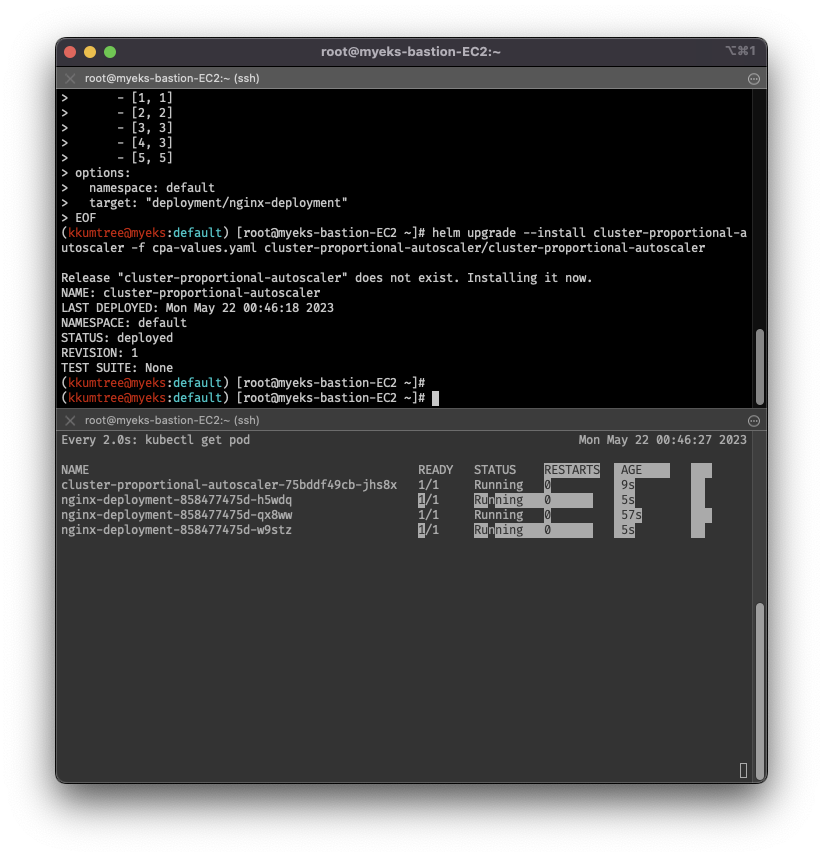 root@myeks-bastion-EC2:~ ⌥⌘1
root@myeks-bastion-EC2:~ (ssh)
>       - [1, 1]
>       - [2, 2]
>       - [3, 3]
>       - [4, 3]
>       - [5, 5]
> options:
>   namespace: default
>   target: "deployment/nginx-deployment"
> EOF
(kkumtree@myeks:default) [root@myeks-bastion-EC2 ~]# helm upgrade --install cluster-proportional-a
utoscaler -f cpa-values.yaml cluster-proportional-autoscaler/cluster-proportional-autoscaler
Release "cluster-proportional-autoscaler" does not exist. Installing it now.
NAME: cluster-proportional-autoscaler
LAST DEPLOYED: Mon May 22 00:46:18 2023
NAMESPACE: default
STATUS: deployed
REVISION: 1
TEST SUITE: None
(kkumtree@myeks:default) [root@myeks-bastion-EC2 ~]#
(kkumtree@myeks:default) [root@myeks-bastion-EC2 ~]#
root@myeks-bastion-EC2:~ (ssh)
Every 2.0s: kubectl get pod Mon May 22 00:46:27 2023
NAME READY STATUS RESTARTS AGE
cluster-proportional-autoscaler-75bddf49cb-jhs8x 1/1 Running 0 9s
nginx-deployment-858477475d-h5wdq 1/1 Running 0 5s
nginx-deployment-858477475d-qx8ww 1/1 Running 0 57s
nginx-deployment-858477475d-w9stz 1/1 Running 0 5s